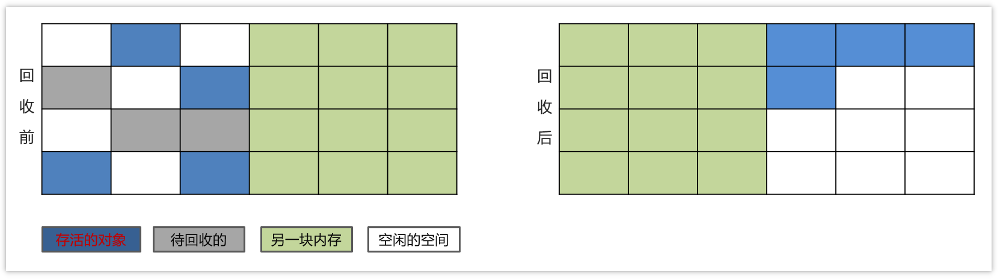 回收前
回收后
存活的对象
待回收的
另一块内存
空闲的空间